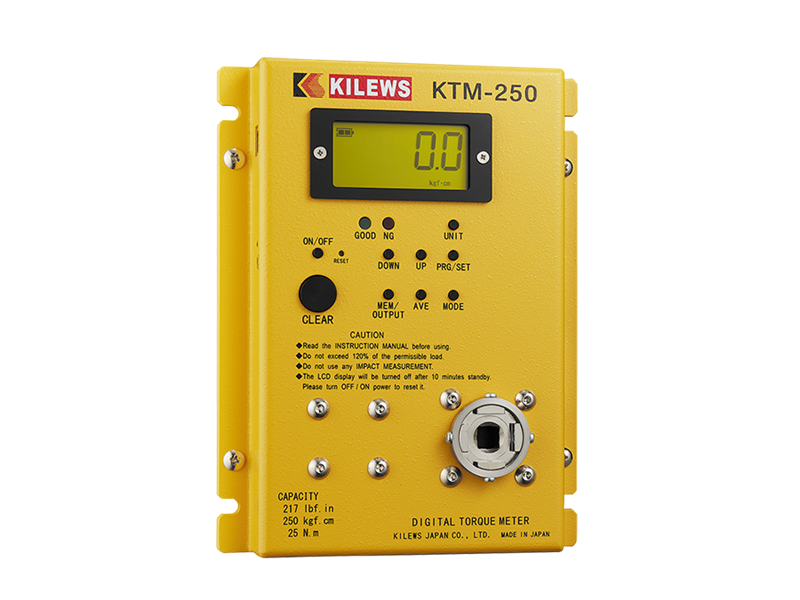 KILEWS KTM-250
0.0
kgf-cm
GOOD NG UNIT
ON/OFF RESET
DOWN UP PRG/SET
MEM/
OUTPUT AVE MODE
CLEAR
CAUTION
◆Read the INSTRUCTION MANUAL before using.
◆Do not exceed 120% of the permissible load.
◆Do not use any IMPACT MEASUREMENT.
◆The LCD display will be turned off after 10 minutes standby.
Please turn OFF/ON power to reset it.
CAPACITY
217 lbf.in
250 kgf.cm
25 N.m
DIGITAL TORQUE METER
KILEWS JAPAN CO., LTD. MADE IN JAPAN